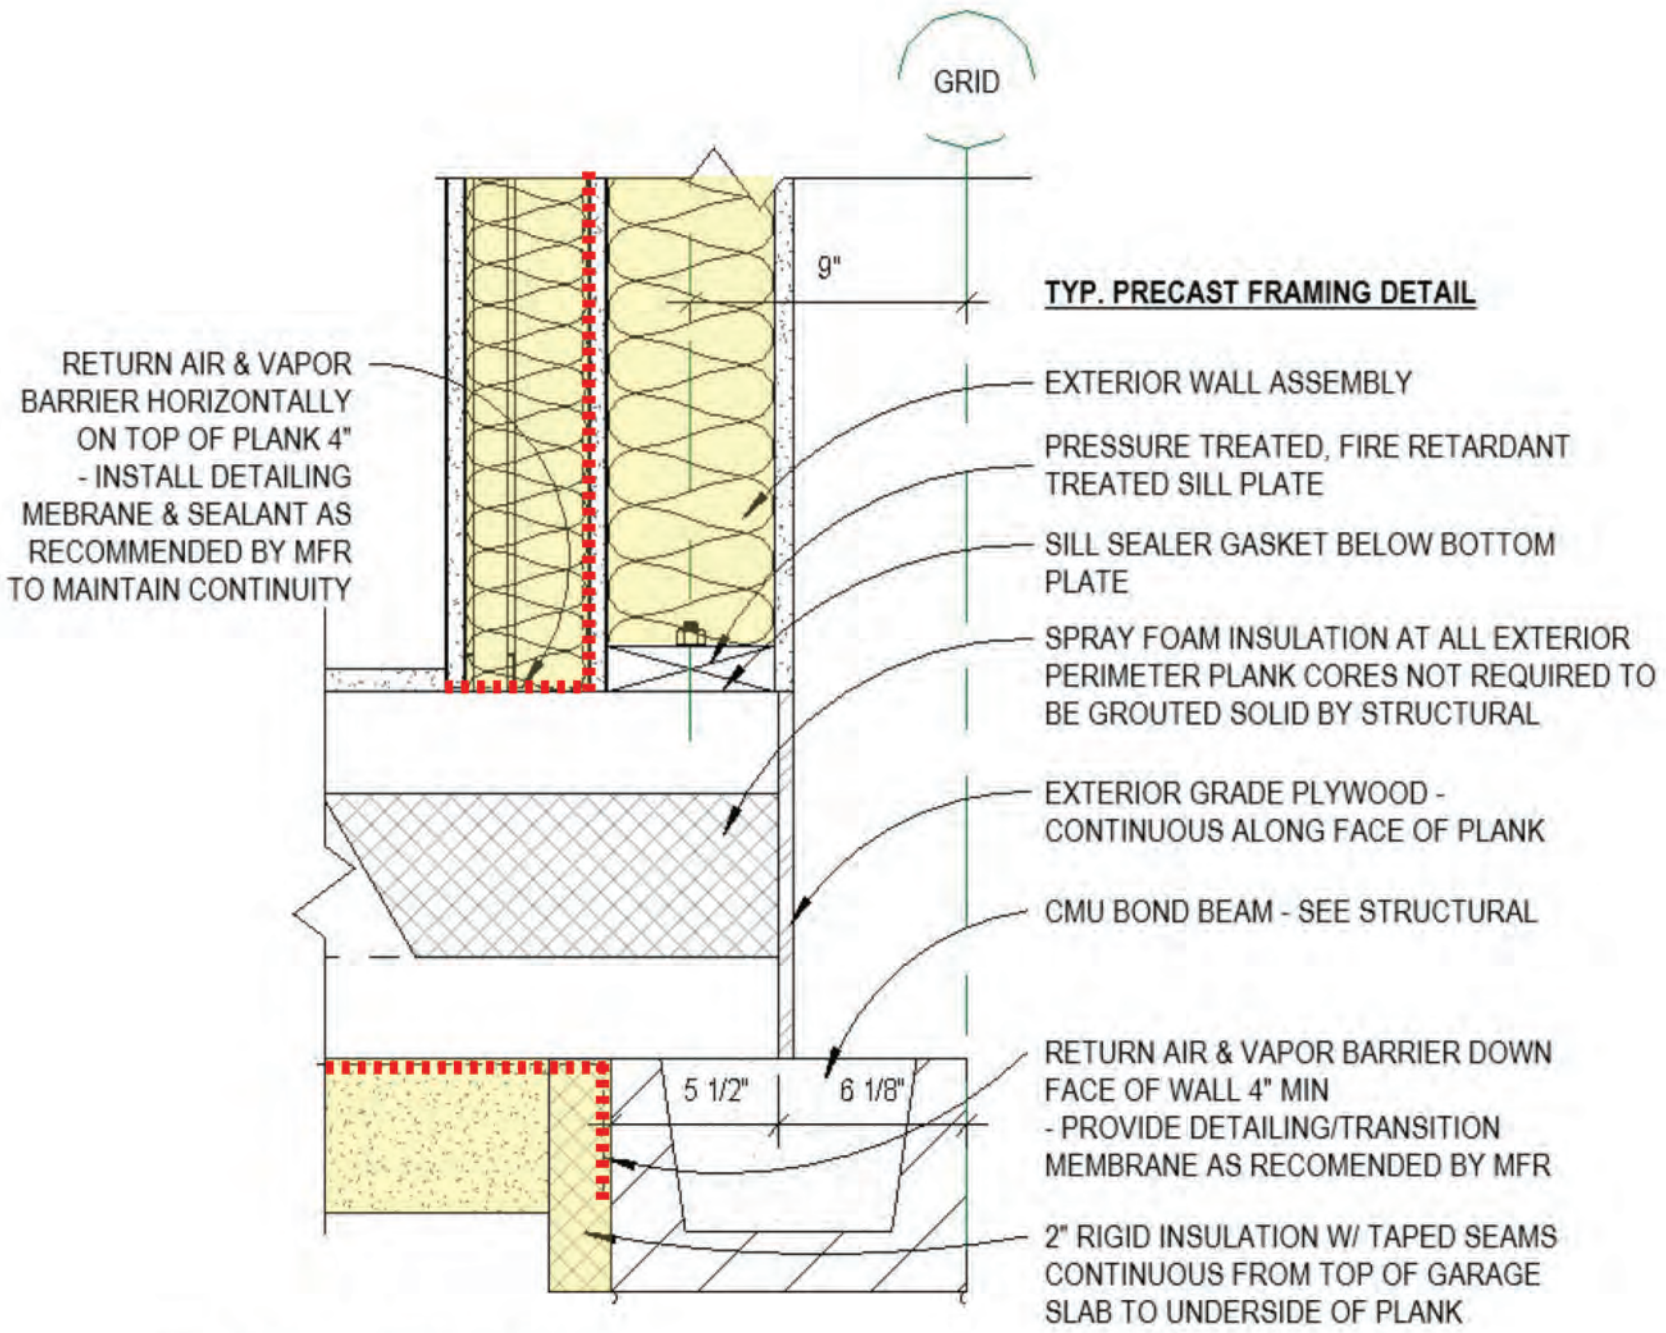 GRID
9"
TYP. PRECAST FRAMING DETAIL
RETURN AIR & VAPOR
BARRIER HORIZONTALLY
ON TOP OF PLANK 4"
- INSTALL DETAILING
MEBRANE & SEALANT AS
RECOMMENDED BY MFR
TO MAINTAIN CONTINUITY
EXTERIOR WALL ASSEMBLY
PRESSURE TREATED, FIRE RETARDANT
TREATED SILL PLATE
SILL SEALER GASKET BELOW BOTTOM
PLATE
SPRAY FOAM INSULATION AT ALL EXTERIOR
PERIMETER PLANK CORES NOT REQUIRED TO
BE GROUTED SOLID BY STRUCTURAL
EXTERIOR GRADE PLYWOOD -
CONTINUOUS ALONG FACE OF PLANK
CMU BOND BEAM - SEE STRUCTURAL
5 1/2"
6 1/8"
RETURN AIR & VAPOR BARRIER DOWN
FACE OF WALL 4" MIN
- PROVIDE DETAILING/TRANSITION
MEMBRANE AS RECOMENDED BY MFR
2" RIGID INSULATION W/ TAPED SEAMS
CONTINUOUS FROM TOP OF GARAGE
SLAB TO UNDERSIDE OF PLANK